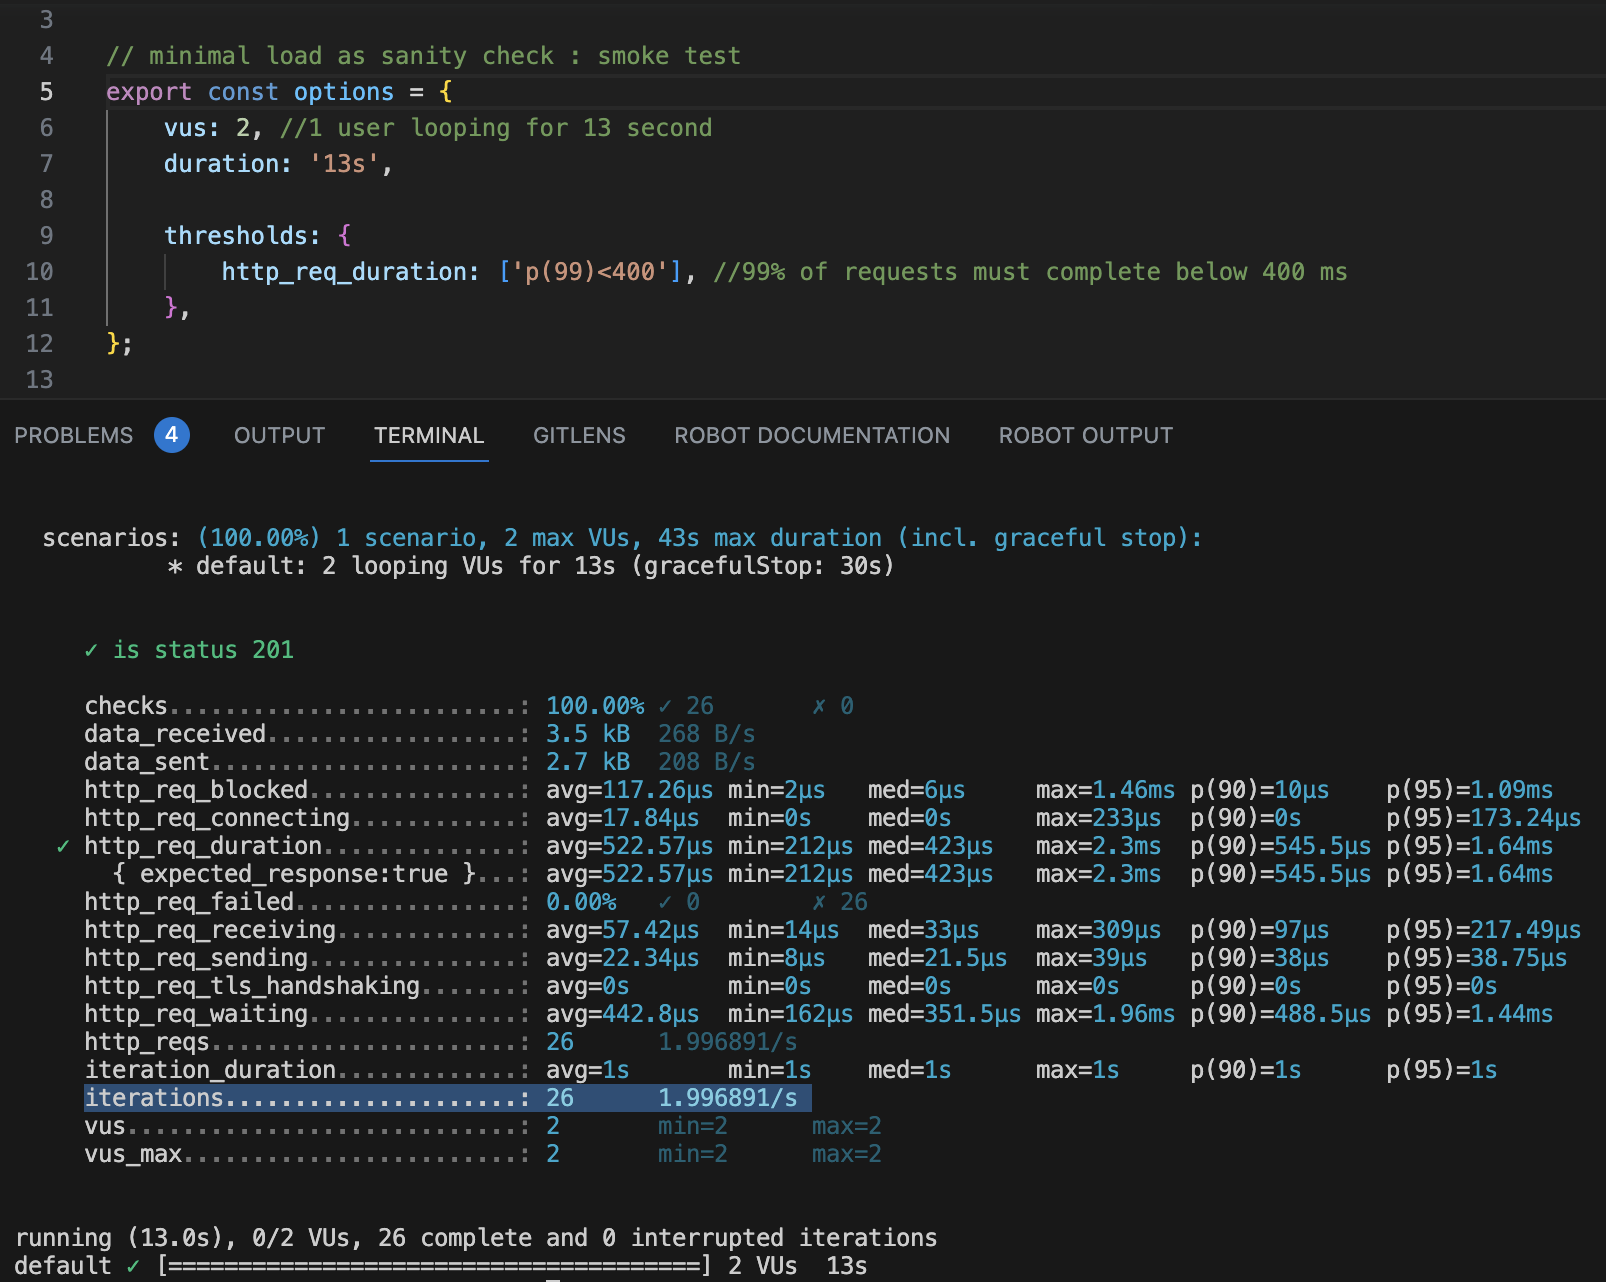 3
4 // minimal load as sanity check : smoke test
5 export const options = {
6 vus: 2, //1 user looping for 13 second
7 duration: '13s',
8
9 thresholds: {
10 http_req_duration: ['p(99)<400'], //99% of requests must complete below 400 ms
11 },
12 };
13
PROBLEMS 4 OUTPUT TERMINAL GITLENS ROBOT DOCUMENTATION ROBOT OUTPUT
scenarios: (100.00%) 1 scenario, 2 max VUs, 43s max duration (incl. graceful stop):
* default: 2 looping VUs for 13s (gracefulStop: 30s)
✓ is status 201
checks.........................: 100.00% ✓ 26 ✗ 0
data_received..................: 3.5 kB 268 B/s
data_sent......................: 2.7 kB 208 B/s
http_req_blocked...............: avg=117.26µs min=2µs med=6µs max=1.46ms p(90)=10µs p(95)=1.09ms
http_req_connecting............: avg=17.84µs min=0s med=0s max=233µs p(90)=0s p(95)=173.24µs
✓ http_req_duration..............: avg=522.57µs min=212µs med=423µs max=2.3ms p(90)=545.5µs p(95)=1.64ms
{ expected_response:true }...: avg=522.57µs min=212µs med=423µs max=2.3ms p(90)=545.5µs p(95)=1.64ms
http_req_failed................: 0.00% ✓ 0 ✗ 26
http_req_receiving.............: avg=57.42µs min=14µs med=33µs max=309µs p(90)=97µs p(95)=217.49µs
http_req_sending...............: avg=22.34µs min=8µs med=21.5µs max=39µs p(90)=38µs p(95)=38.75µs
http_req_tls_handshaking.......: avg=0s min=0s med=0s max=0s p(90)=0s p(95)=0s
http_req_waiting...............: avg=442.8µs min=162µs med=351.5µs max=1.96ms p(90)=488.5µs p(95)=1.44ms
http_reqs......................: 26 1.996891/s
iteration_duration.............: avg=1s min=1s med=1s max=1s p(90)=1s p(95)=1s
iterations.....................: 26 1.996891/s
vus............................: 2 min=2 max=2
vus_max........................: 2 min=2 max=2
running (13.0s), 0/2 VUs, 26 complete and 0 interrupted iterations
default ✓ [======================================] 2 VUs 13s